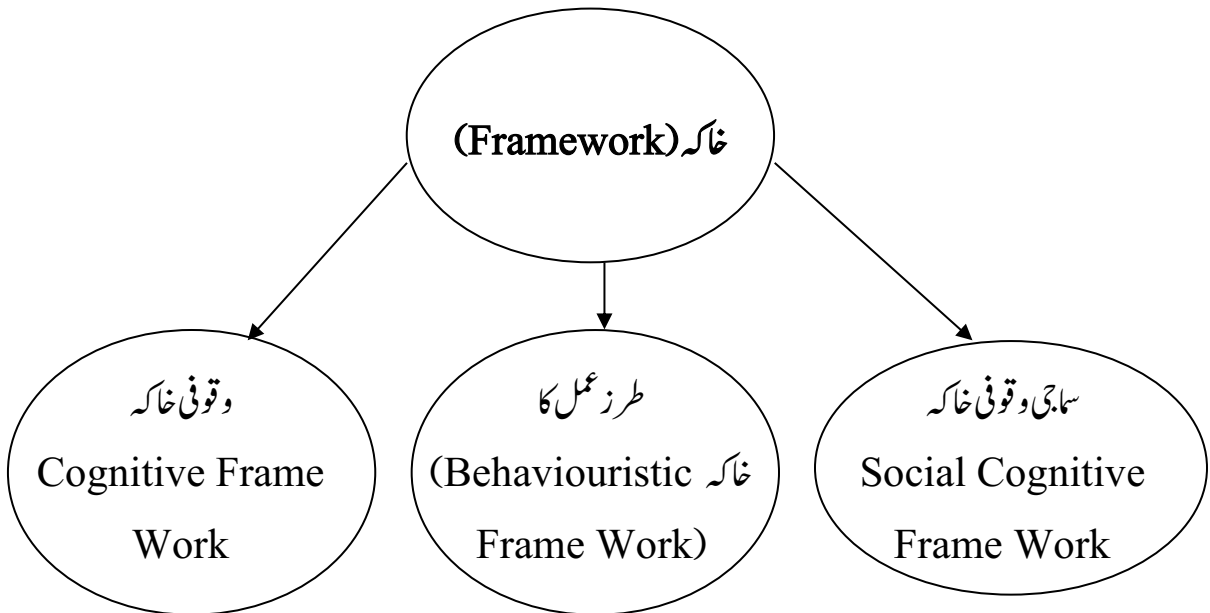 خاکہ(Framework)
وقوفی خاکہ
Cognitive Frame
Work
طرز عمل کا
خاکہ (Behaviouristic
Frame Work)
سماجی وقوفی خاکہ
Social Cognitive
Frame Work